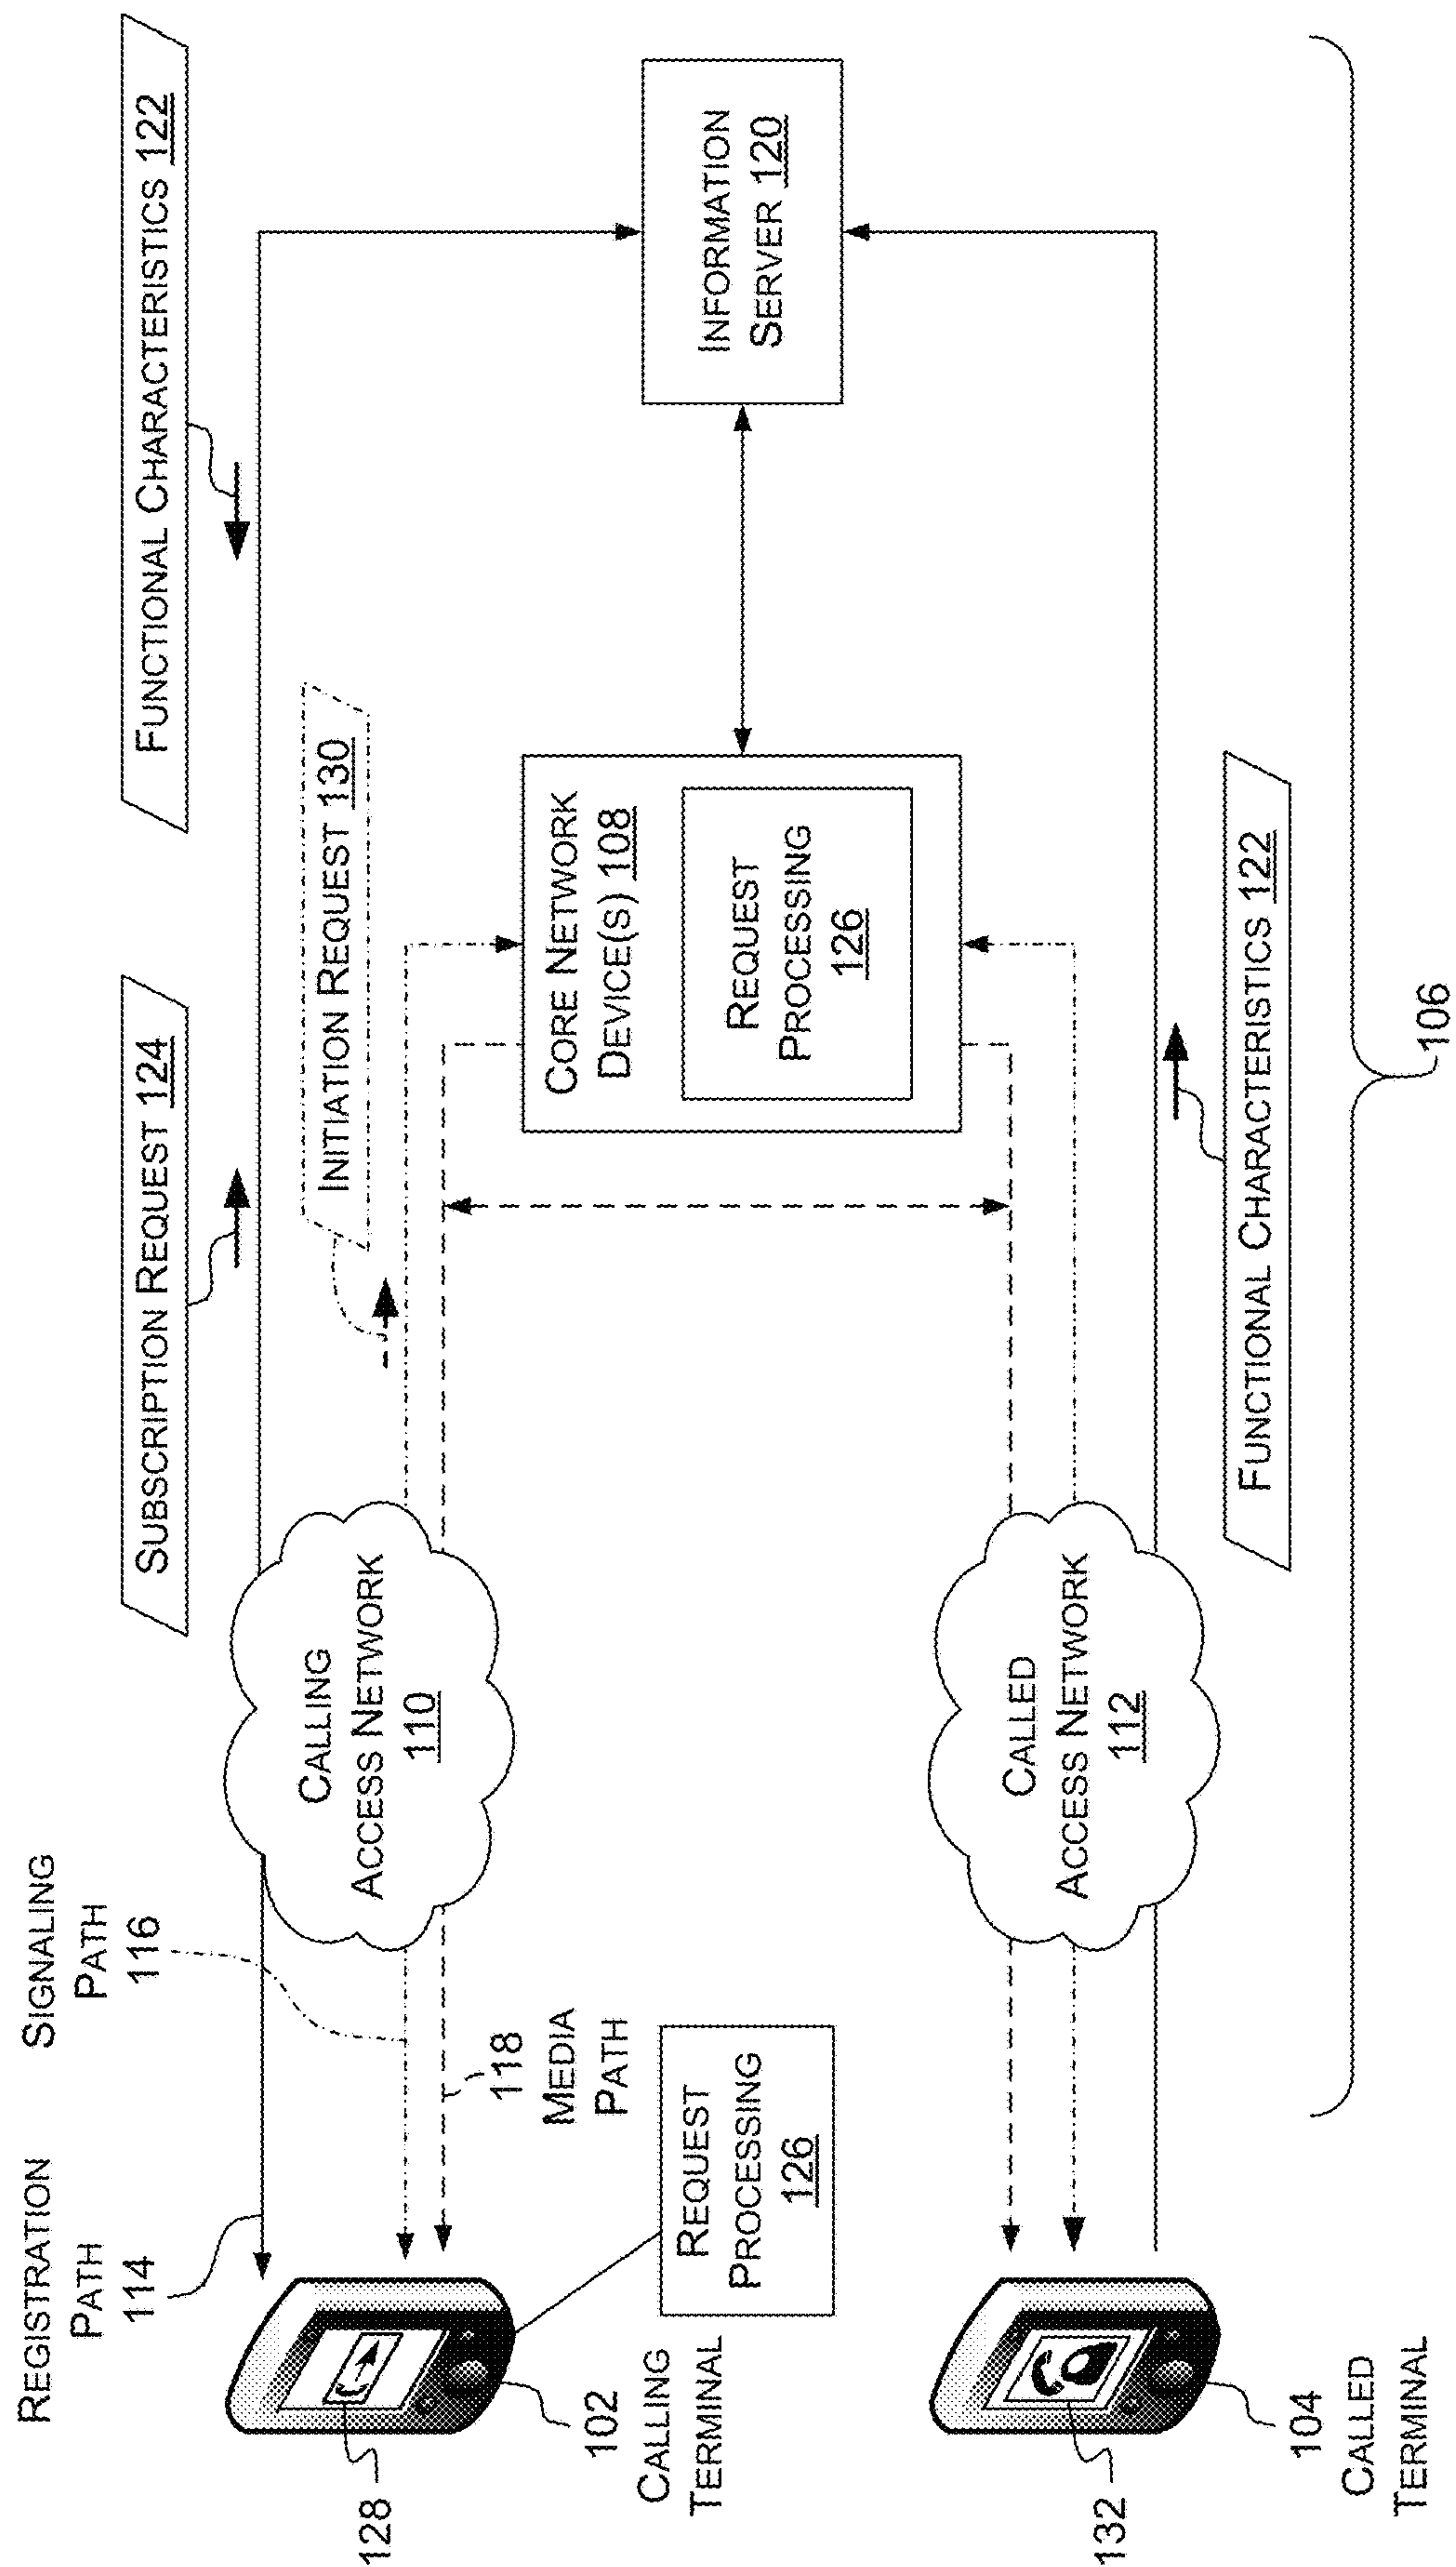 REGISTRATION
PATH
114
SIGNALING
PATH
116
SUBSCRIPTION REQUEST 124
FUNCTIONAL CHARACTERISTICS 122
INITIATION REQUEST 130
128
102
CALLING
TERMINAL
118
MEDIA
PATH
REQUEST
PROCESSING
126
CALLING
ACCESS NETWORK
110
CORE NETWORK
DEVICE(S) 108
REQUEST
PROCESSING
126
INFORMATION
SERVER 120
132
104
CALLED
TERMINAL
CALLED
ACCESS NETWORK
112
FUNCTIONAL CHARACTERISTICS 122
106